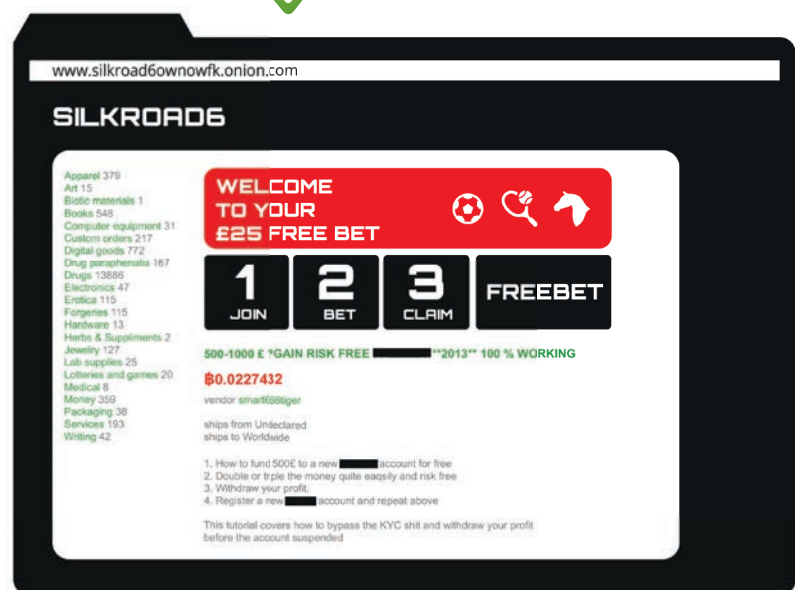 www.silkroad6ownowfk.onion.com
SILKROAD6
Apparel 379
Art 15
Biotic materials 1
Books 548
Computer equipment 31
Custom orders 217
Digital goods 772
Drug paraphenalia 167
Drugs 13886
Electronics 47
Erotica 115
Forgeries 115
Hardware 13
Herbs & Suppliments 2
Jewelry 127
Lab supplies 25
Lotteries and games 20
Medical 8
Money 359
Packaging 38
Services 193
Writing 42
WELCOME
TO YOUR
£25 FREE BET
1
JOIN
2
BET
3
CLAIM
FREEBET
500-1000 £ ?GAIN RISK FREE **2013** 100 % WORKING
฿0.0227432
vendor smart656tiger
ships from Undeclared
ships to Worldwide
1. How to fund 500£ to a new account for free
2. Double or triple the money quite eaqsily and risk free
3. Withdraw your profit.
4. Register a new account and repeat above
This tutorial covers how to bypass the KYC shit and withdraw your profit
before the account suspended